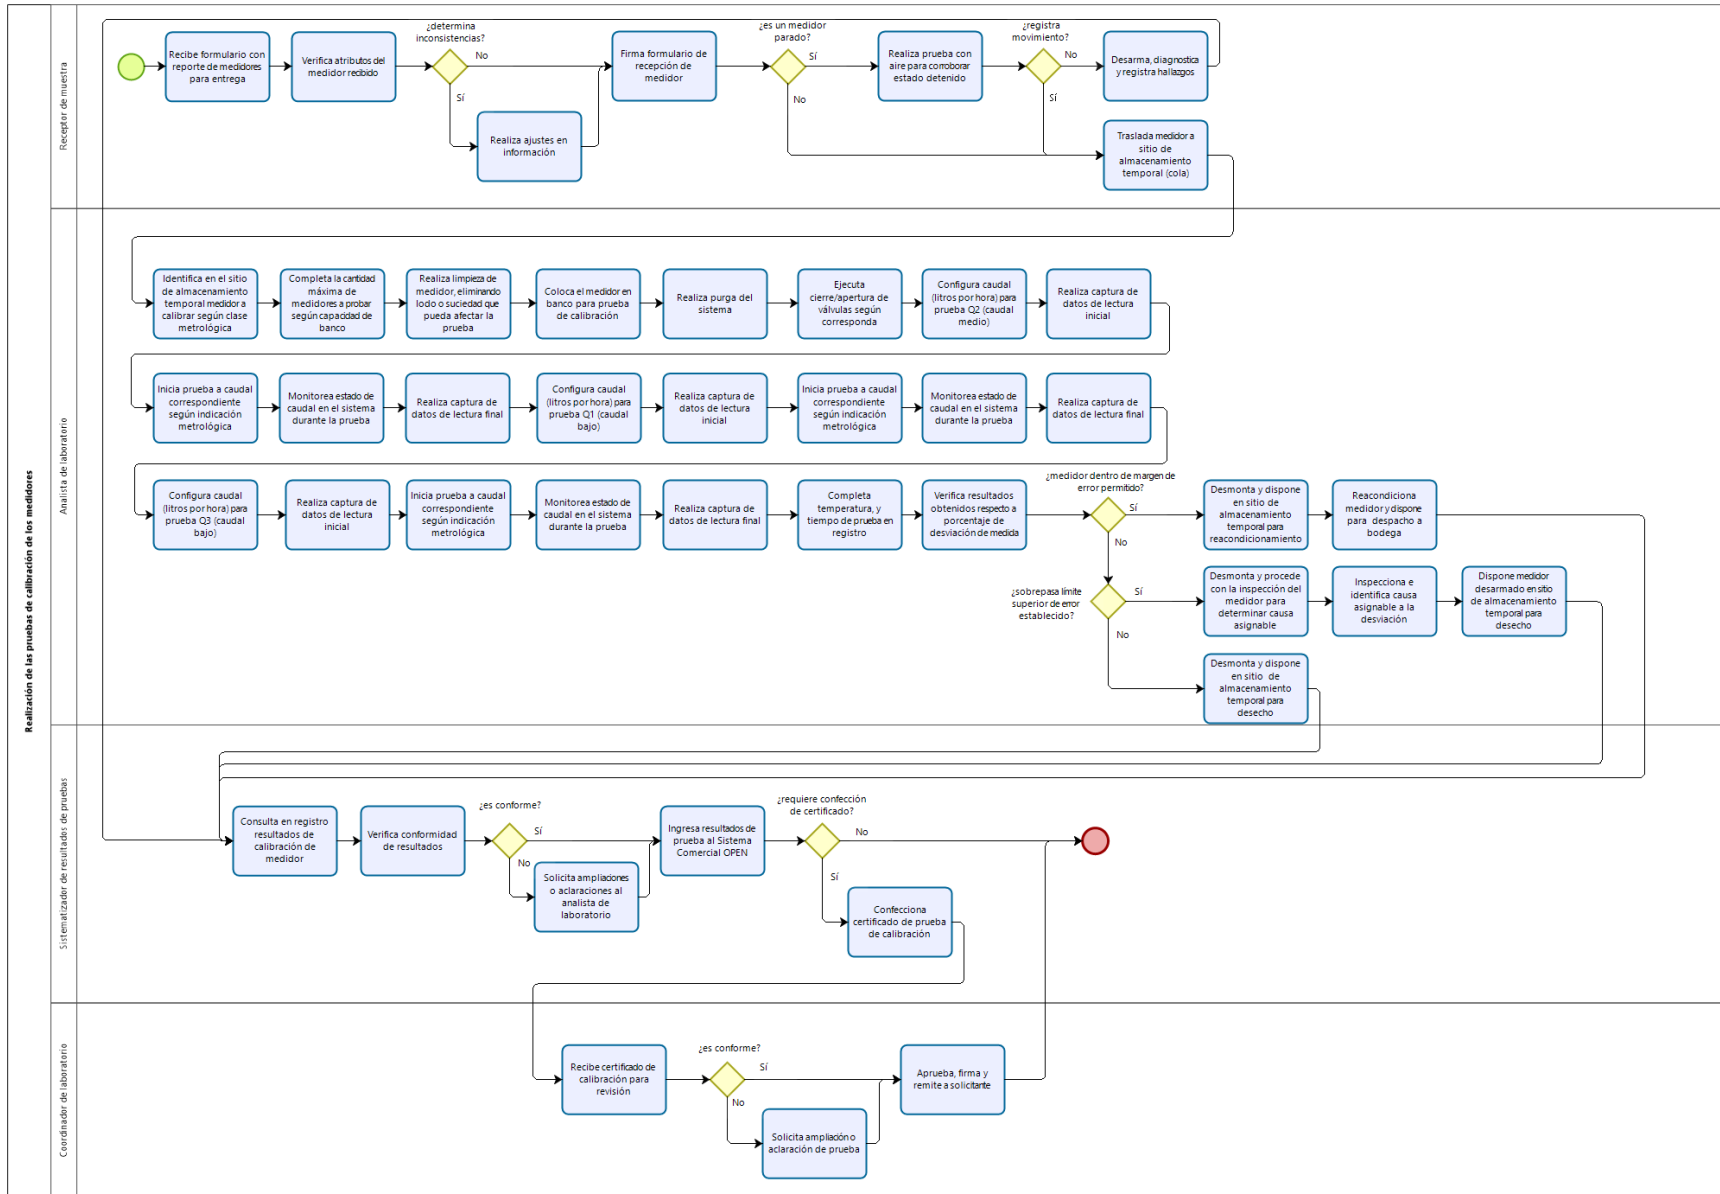 Realización de las pruebas de calibración de los medidores
Receptor de muestra
¿determina
inconsistencias?
¿es un medidor
parado?
¿registra
movimiento?
Recibe formulario con
reporte de medidores
para entrega
Verifica atributos del
medidor recibido
No
Sí
Realiza ajustes en
información
Firma formulario de
recepción de
medidor
Sí
No
Realiza prueba con
aire para corroborar
estado detenido
No
Sí
Desarma, diagnostica
y registra hallazgos
Traslada medidor a
sitio de
almacenamiento
temporal (cola)
Analista de laboratorio
Identifica en el sitio
de almacenamiento
temporal medidor a
calibrar según clase
metrológica
Completa la cantidad
máxima de
medidores a probar
según capacidad de
banco
Realiza limpieza de
medidor, eliminando
lodo o suciedad que
pueda afectar la
prueba
Coloca el medidor en
banco para prueba
de calibración
Realiza purga del
sistema
Ejecuta
cierre/apertura de
válvulas según
corresponda
Configura caudal
(litros por hora) para
prueba Q2 (caudal
medio)
Realiza captura de
datos de lectura
inicial
Inicia prueba a caudal
correspondiente
según indicación
metrológica
Monitorea estado de
caudal en el sistema
durante la prueba
Realiza captura de
datos de lectura final
Configura caudal
(litros por hora) para
prueba Q1 (caudal
bajo)
Realiza captura de
datos de lectura
inicial
Inicia prueba a caudal
correspondiente
según indicación
metrológica
Monitorea estado de
caudal en el sistema
durante la prueba
Realiza captura de
datos de lectura final
Configura caudal
(litros por hora) para
prueba Q3 (caudal
bajo)
Realiza captura de
datos de lectura
inicial
Inicia prueba a caudal
correspondiente
según indicación
metrológica
Monitorea estado de
caudal en el sistema
durante la prueba
Realiza captura de
datos de lectura final
Completa
temperatura, y
tiempo de prueba en
registro
Verifica resultados
obtenidos respecto a
porcentaje de
desviación de medida
¿medidor dentro de margen de
error permitido?
Sí
No
Desmonta y dispone
en sitio de
almacenamiento
temporal para
reacondicionamiento
Reacondiciona
medidor y dispone
para despacho a
bodega
¿sobrepasa límite
superior de error
establecido?
Sí
No
Desmonta y procede
con la inspección del
medidor para
determinar causa
asignable
Inspecciona e
identifica causa
asignable a la
desviación
Dispone medidor
desarmado en sitio
de almacenamiento
temporal para
desecho
Desmonta y dispone
en sitio de
almacenamiento
temporal para
desecho
Sistematizador de resultados de pruebas
Consulta en registro
resultados de
calibración de
medidor
Verifica conformidad
de resultados
¿es conforme?
Sí
No
Solicita ampliaciones
o aclaraciones al
analista de
laboratorio
Ingresa resultados de
prueba al Sistema
Comercial OPEN
¿requiere confección
de certificado?
No
Sí
Confecciona
certificado de prueba
de calibración
Coordinador de laboratorio
Recibe certificado de
calibración para
revisión
¿es conforme?
Sí
No
Solicita ampliación o
aclaración de prueba
Aprueba, firma y
remite a solicitante